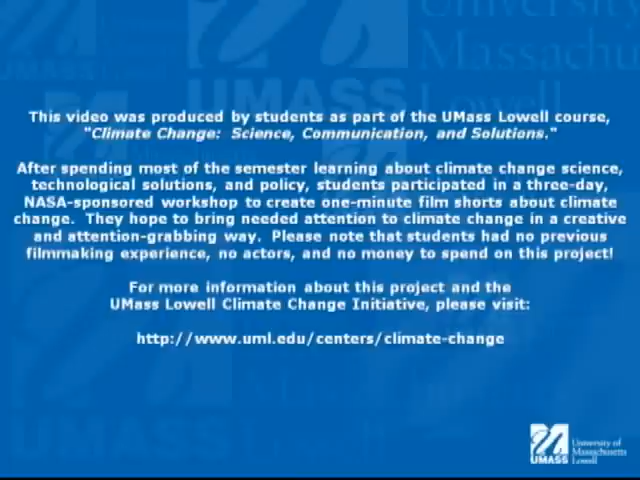 University
Massachu
Lowell
UMASS
This video was produced by students as part of the UMass Lowell course,
"Climate Change: Science, Communication, and Solutions."
After spending most of the semester learning about climate change science,
technological solutions, and policy, students participated in a three-day,
NASA-sponsored workshop to create one-minute film shorts about climate
change. They hope to bring needed attention to climate change in a creative
and attention-grabbing way. Please note that students had no previous
filmmaking experience, no actors, and no money to spend on this project!
For more information about this project and the
UMass Lowell Climate Change Initiative, please visit:
http://www.uml.edu/centers/climate-change
UMASS
UMASS
University of
Massachusetts
Lowell